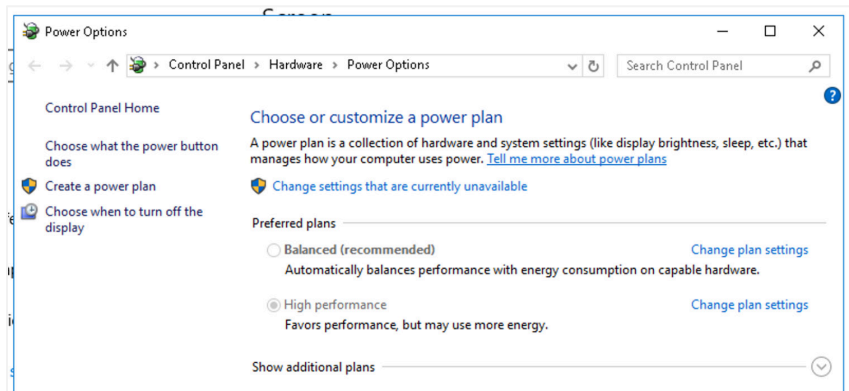 Power Options
Control Panel > Hardware > Power Options
Search Control Panel
Control Panel Home
Choose what the power button
does
Create a power plan
Choose when to turn off the
display
Choose or customize a power plan
A power plan is a collection of hardware and system settings (like display brightness, sleep, etc.) that
manages how your computer uses power. Tell me more about power plans
Change settings that are currently unavailable
Preferred plans
Balanced (recommended)
Change plan settings
Automatically balances performance with energy consumption on capable hardware.
High performance
Change plan settings
Favors performance, but may use more energy.
Show additional plans